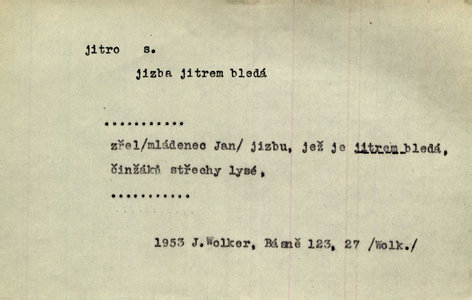 jitro s.
jizba jitrem bledá
...........
zřel/mládenec Jan/ jizbu, jež je jitrem bledá,
činžáků střechy lysé,
...........
1953 J.Wolker, Básně 123, 27 /Wolk./